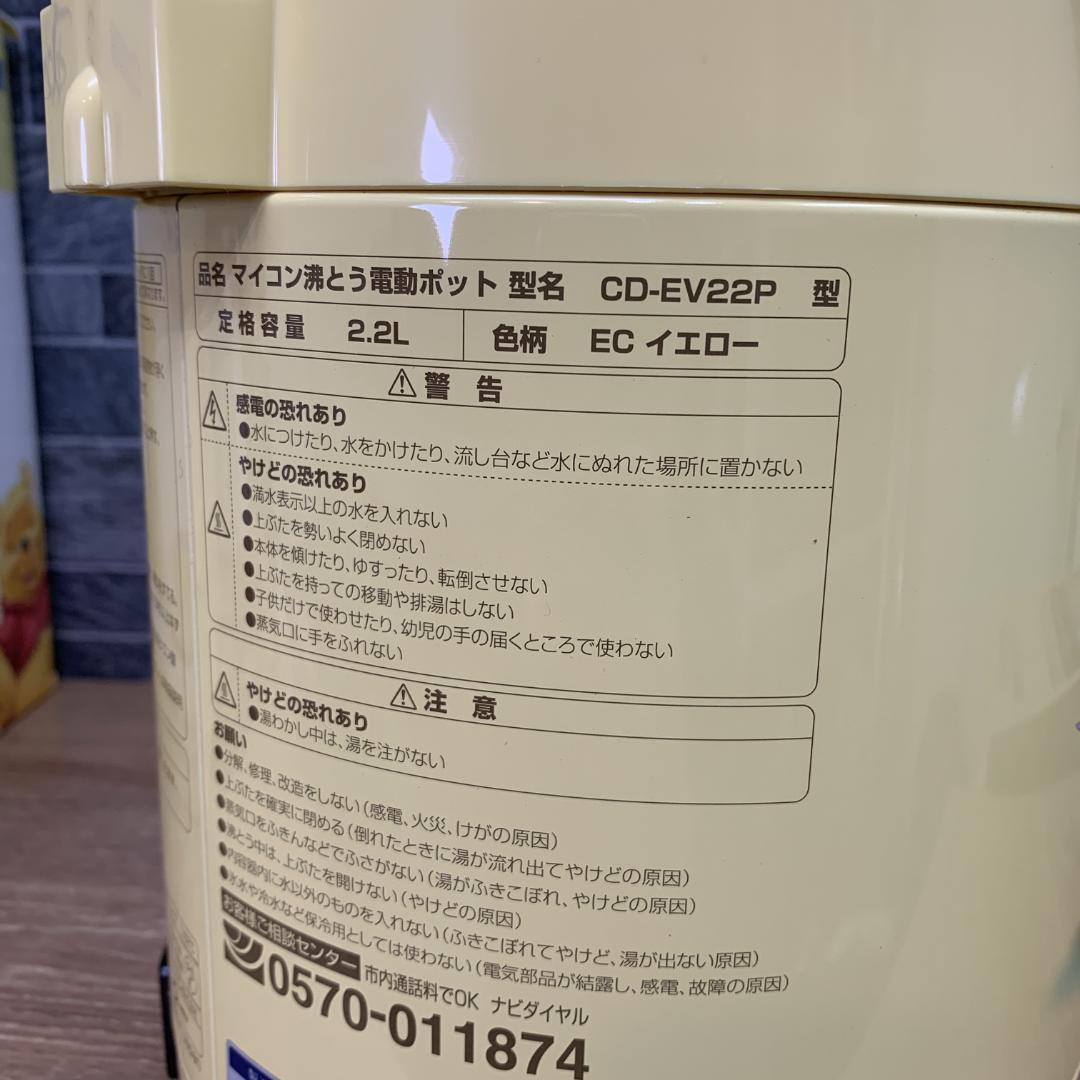 品名 マイコン沸とう電動ポット 型名 CD-EV22P 型
定格容量 2.2L 色柄 EC イエロー
警告
感電の恐れあり
●水につけたり、水をかけたり、流し台など水にぬれた場所に置かない
やけどの恐れあり
●満水表示以上の水を入れない
●上ぶたを勢いよく閉めない
●本体を傾けたり、ゆすったり、転倒させない
●上ぶたを持っての移動や排湯はしない
●子供だけで使わせたり、幼児の手の届くところで使わない
●蒸気口に手をふれない
注意
やけどの恐れあり
●湯わかし中は、湯を注がない
お願い
●分解、修理、改造をしない（感電、火災、けがの原因）
●上ぶたを確実に閉める（倒れたときに湯が流れ出てやけどの原因）
●蒸気口をふきんなどでふさがない（湯がふきこぼれ、やけどの原因）
●沸とう中は、上ぶたを開けない（やけどの原因）
●内容器内に水以外のものを入れない（ふきこぼれてやけど、湯が出ない原因）
●氷水や冷水など保冷用としては使わない（電気部品が結露し、感電、故障の原因）
お客様ご相談センター 市内通話料でOK ナビダイヤル
0570-011874